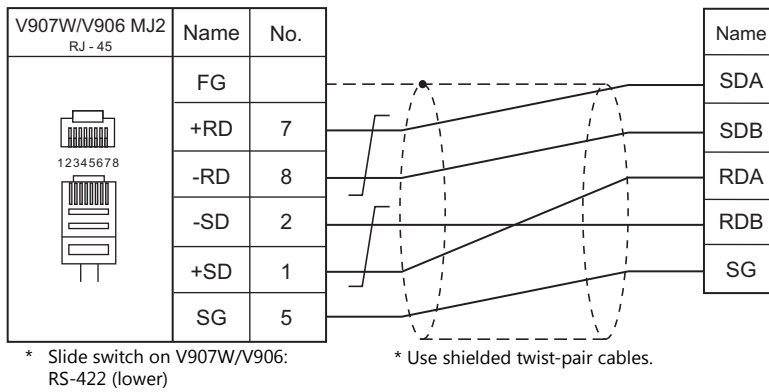 V907W/V906 MJ2 Name No. Name
RJ - 45
FG SDA
+RD 7 SDB
12345678
-RD 8 RDA
-SD 2 RDB
+SD 1 SG
SG 5
* Slide switch on V907W/V906: * Use shielded twist-pair cables.
RS-422 (lower)